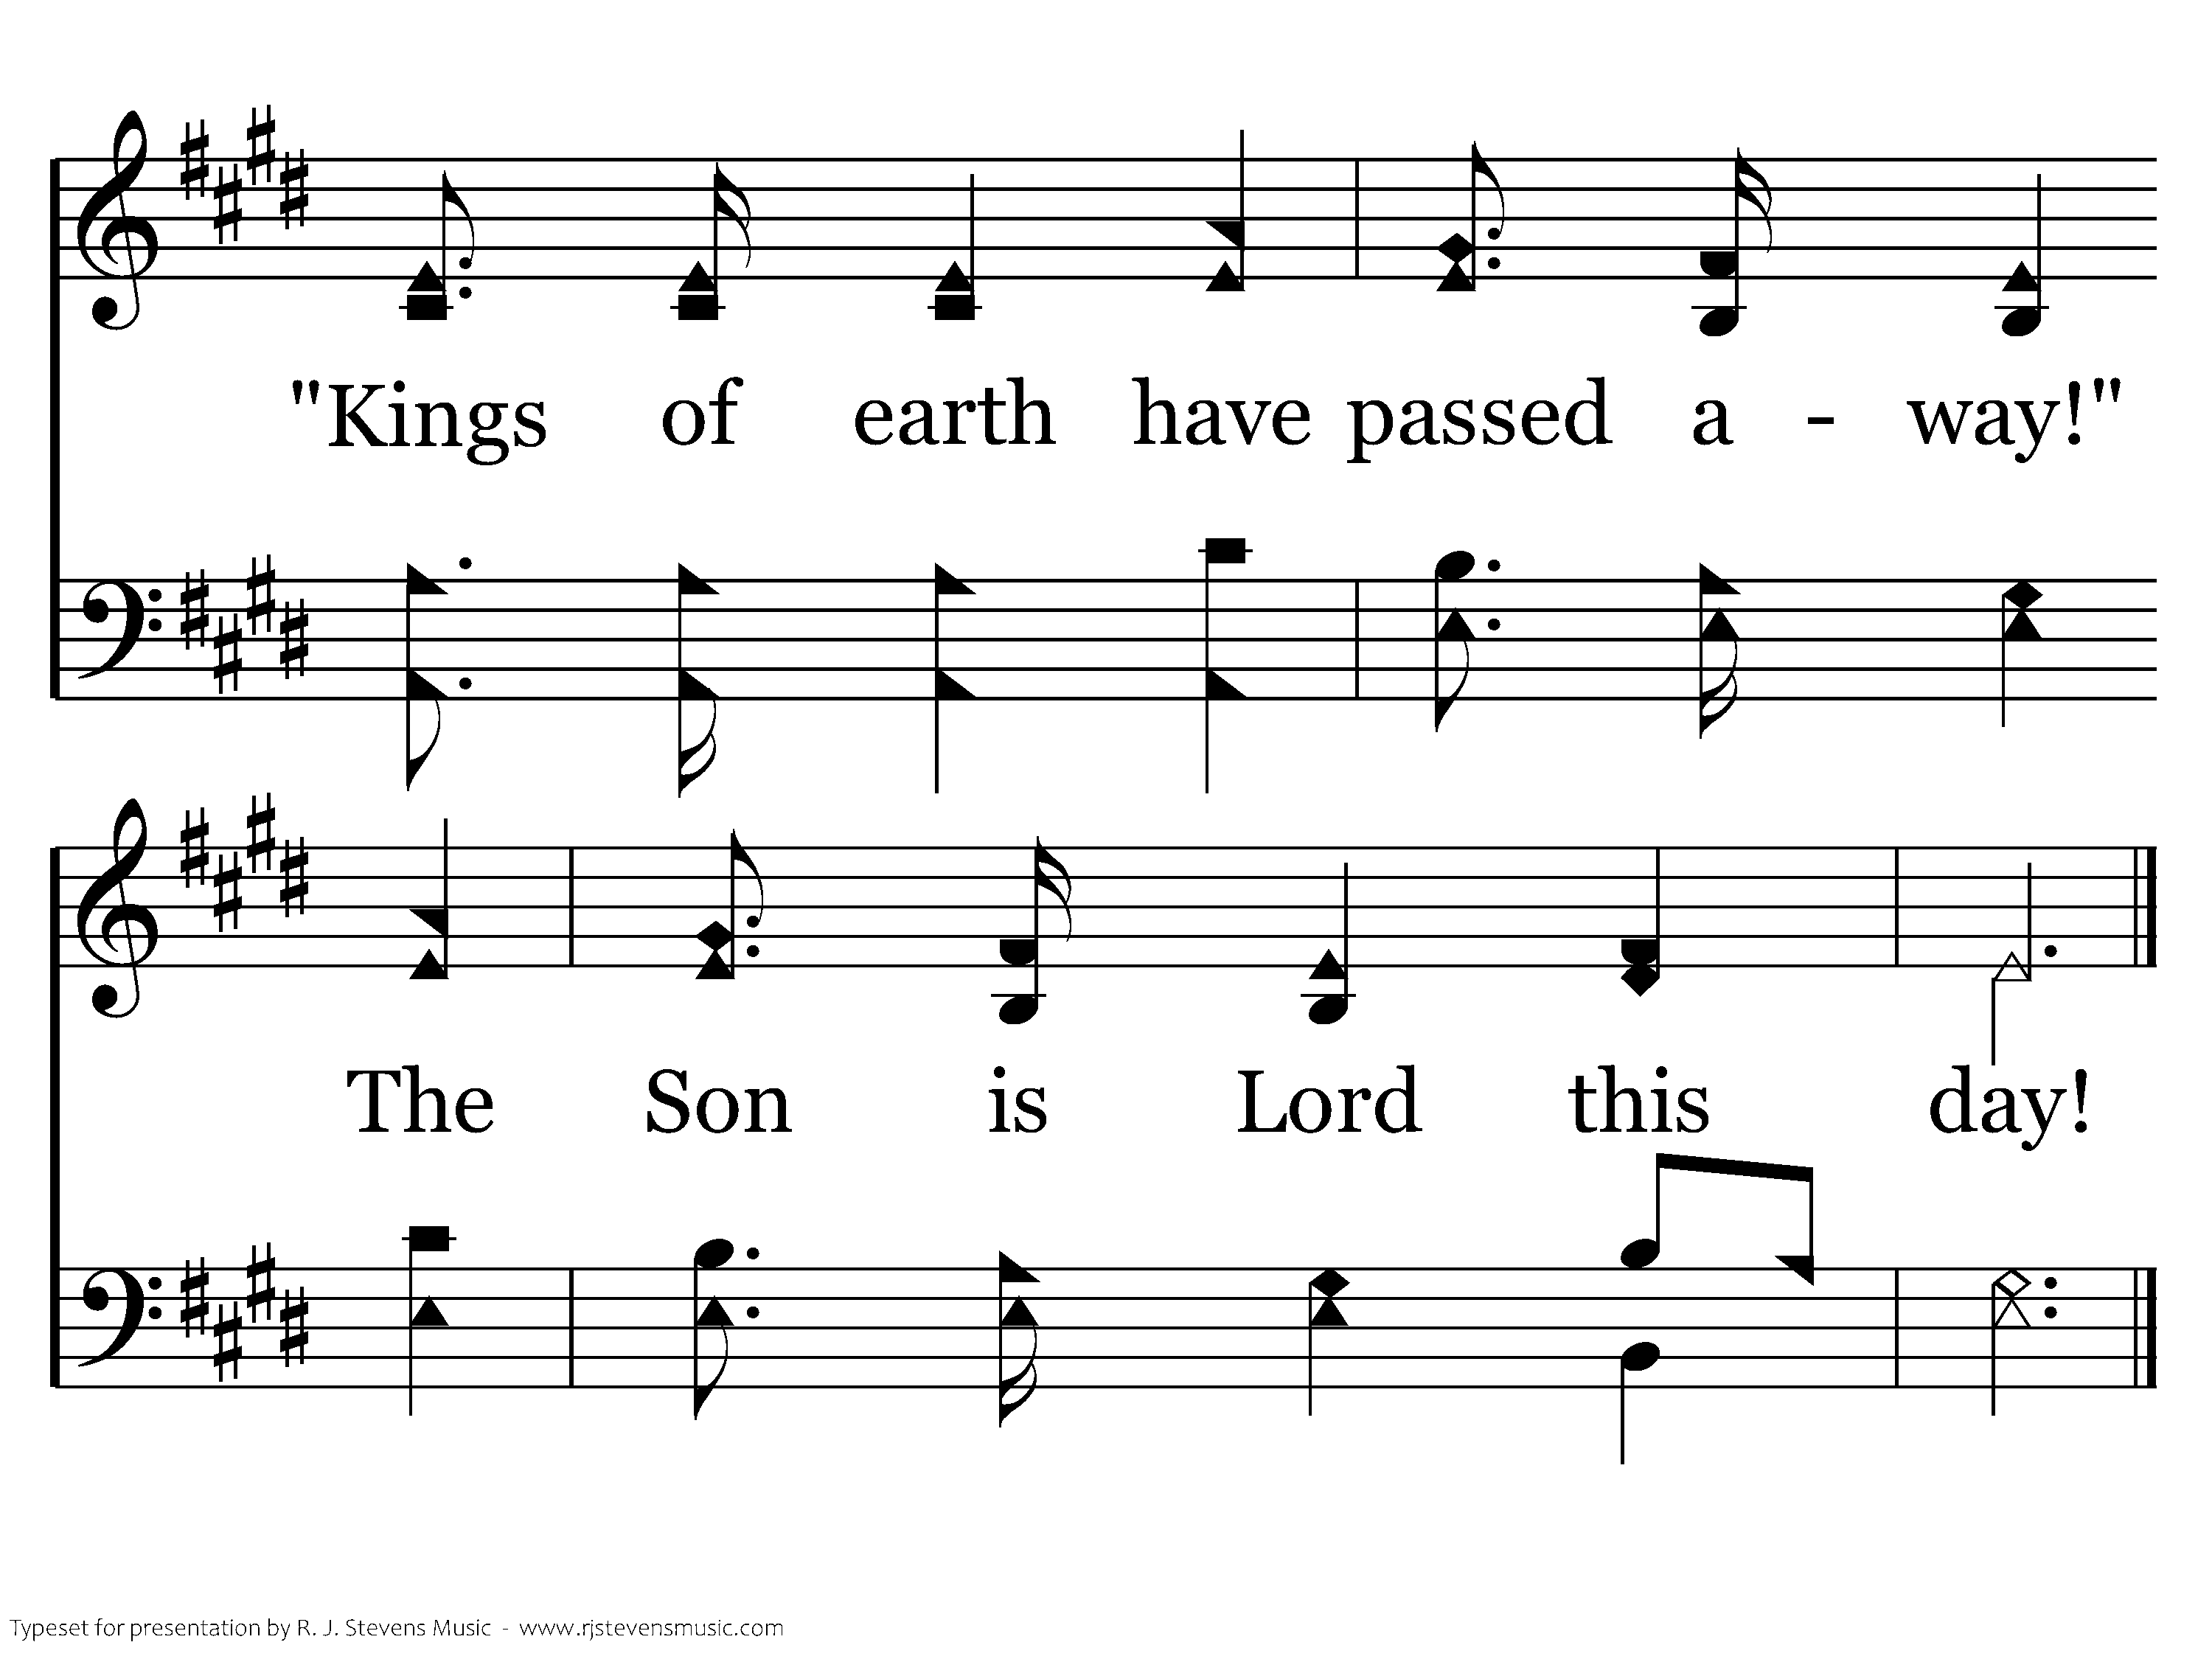 "Kings of earth have passed a - way!"
The Son is Lord this day!
Typeset for presentation by R. J. Stevens Music - www.rjstevensmusic.com